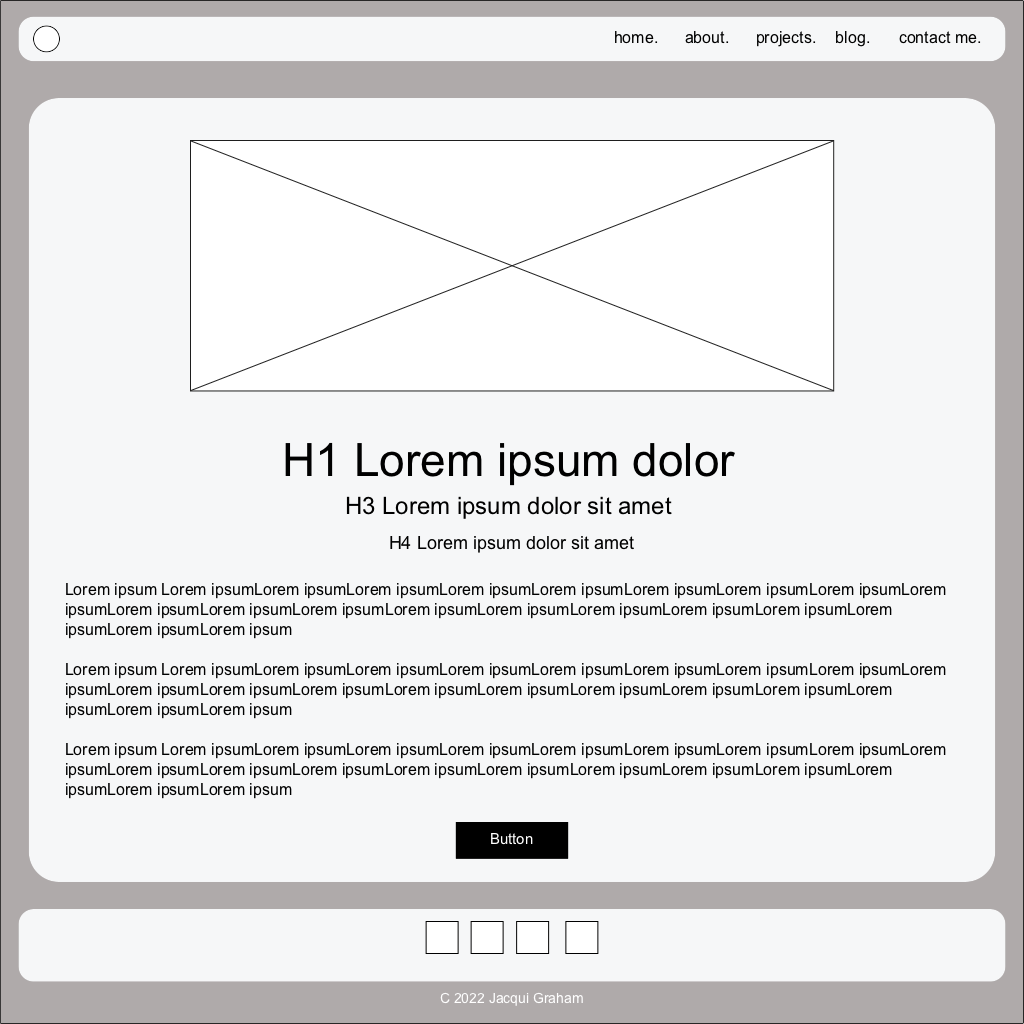 home. about. projects. blog. contact me.
H1 Lorem ipsum dolor
H3 Lorem ipsum dolor sit amet
H4 Lorem ipsum dolor sit amet
Lorem ipsum Lorem ipsumLorem ipsumLorem ipsumLorem ipsumLorem ipsumLorem ipsumLorem ipsumLorem ipsumLorem
ipsumLorem ipsumLorem ipsumLorem ipsumLorem ipsumLorem ipsumLorem ipsumLorem ipsumLorem ipsumLorem
ipsumLorem ipsumLorem ipsum
Lorem ipsum Lorem ipsumLorem ipsumLorem ipsumLorem ipsumLorem ipsumLorem ipsumLorem ipsumLorem ipsumLorem
ipsumLorem ipsumLorem ipsumLorem ipsumLorem ipsumLorem ipsumLorem ipsumLorem ipsumLorem ipsumLorem
ipsumLorem ipsumLorem ipsum
Lorem ipsum Lorem ipsumLorem ipsumLorem ipsumLorem ipsumLorem ipsumLorem ipsumLorem ipsumLorem ipsumLorem
ipsumLorem ipsumLorem ipsumLorem ipsumLorem ipsumLorem ipsumLorem ipsumLorem ipsumLorem ipsumLorem
ipsumLorem ipsumLorem ipsum
Button
C 2022 Jacqui Graham